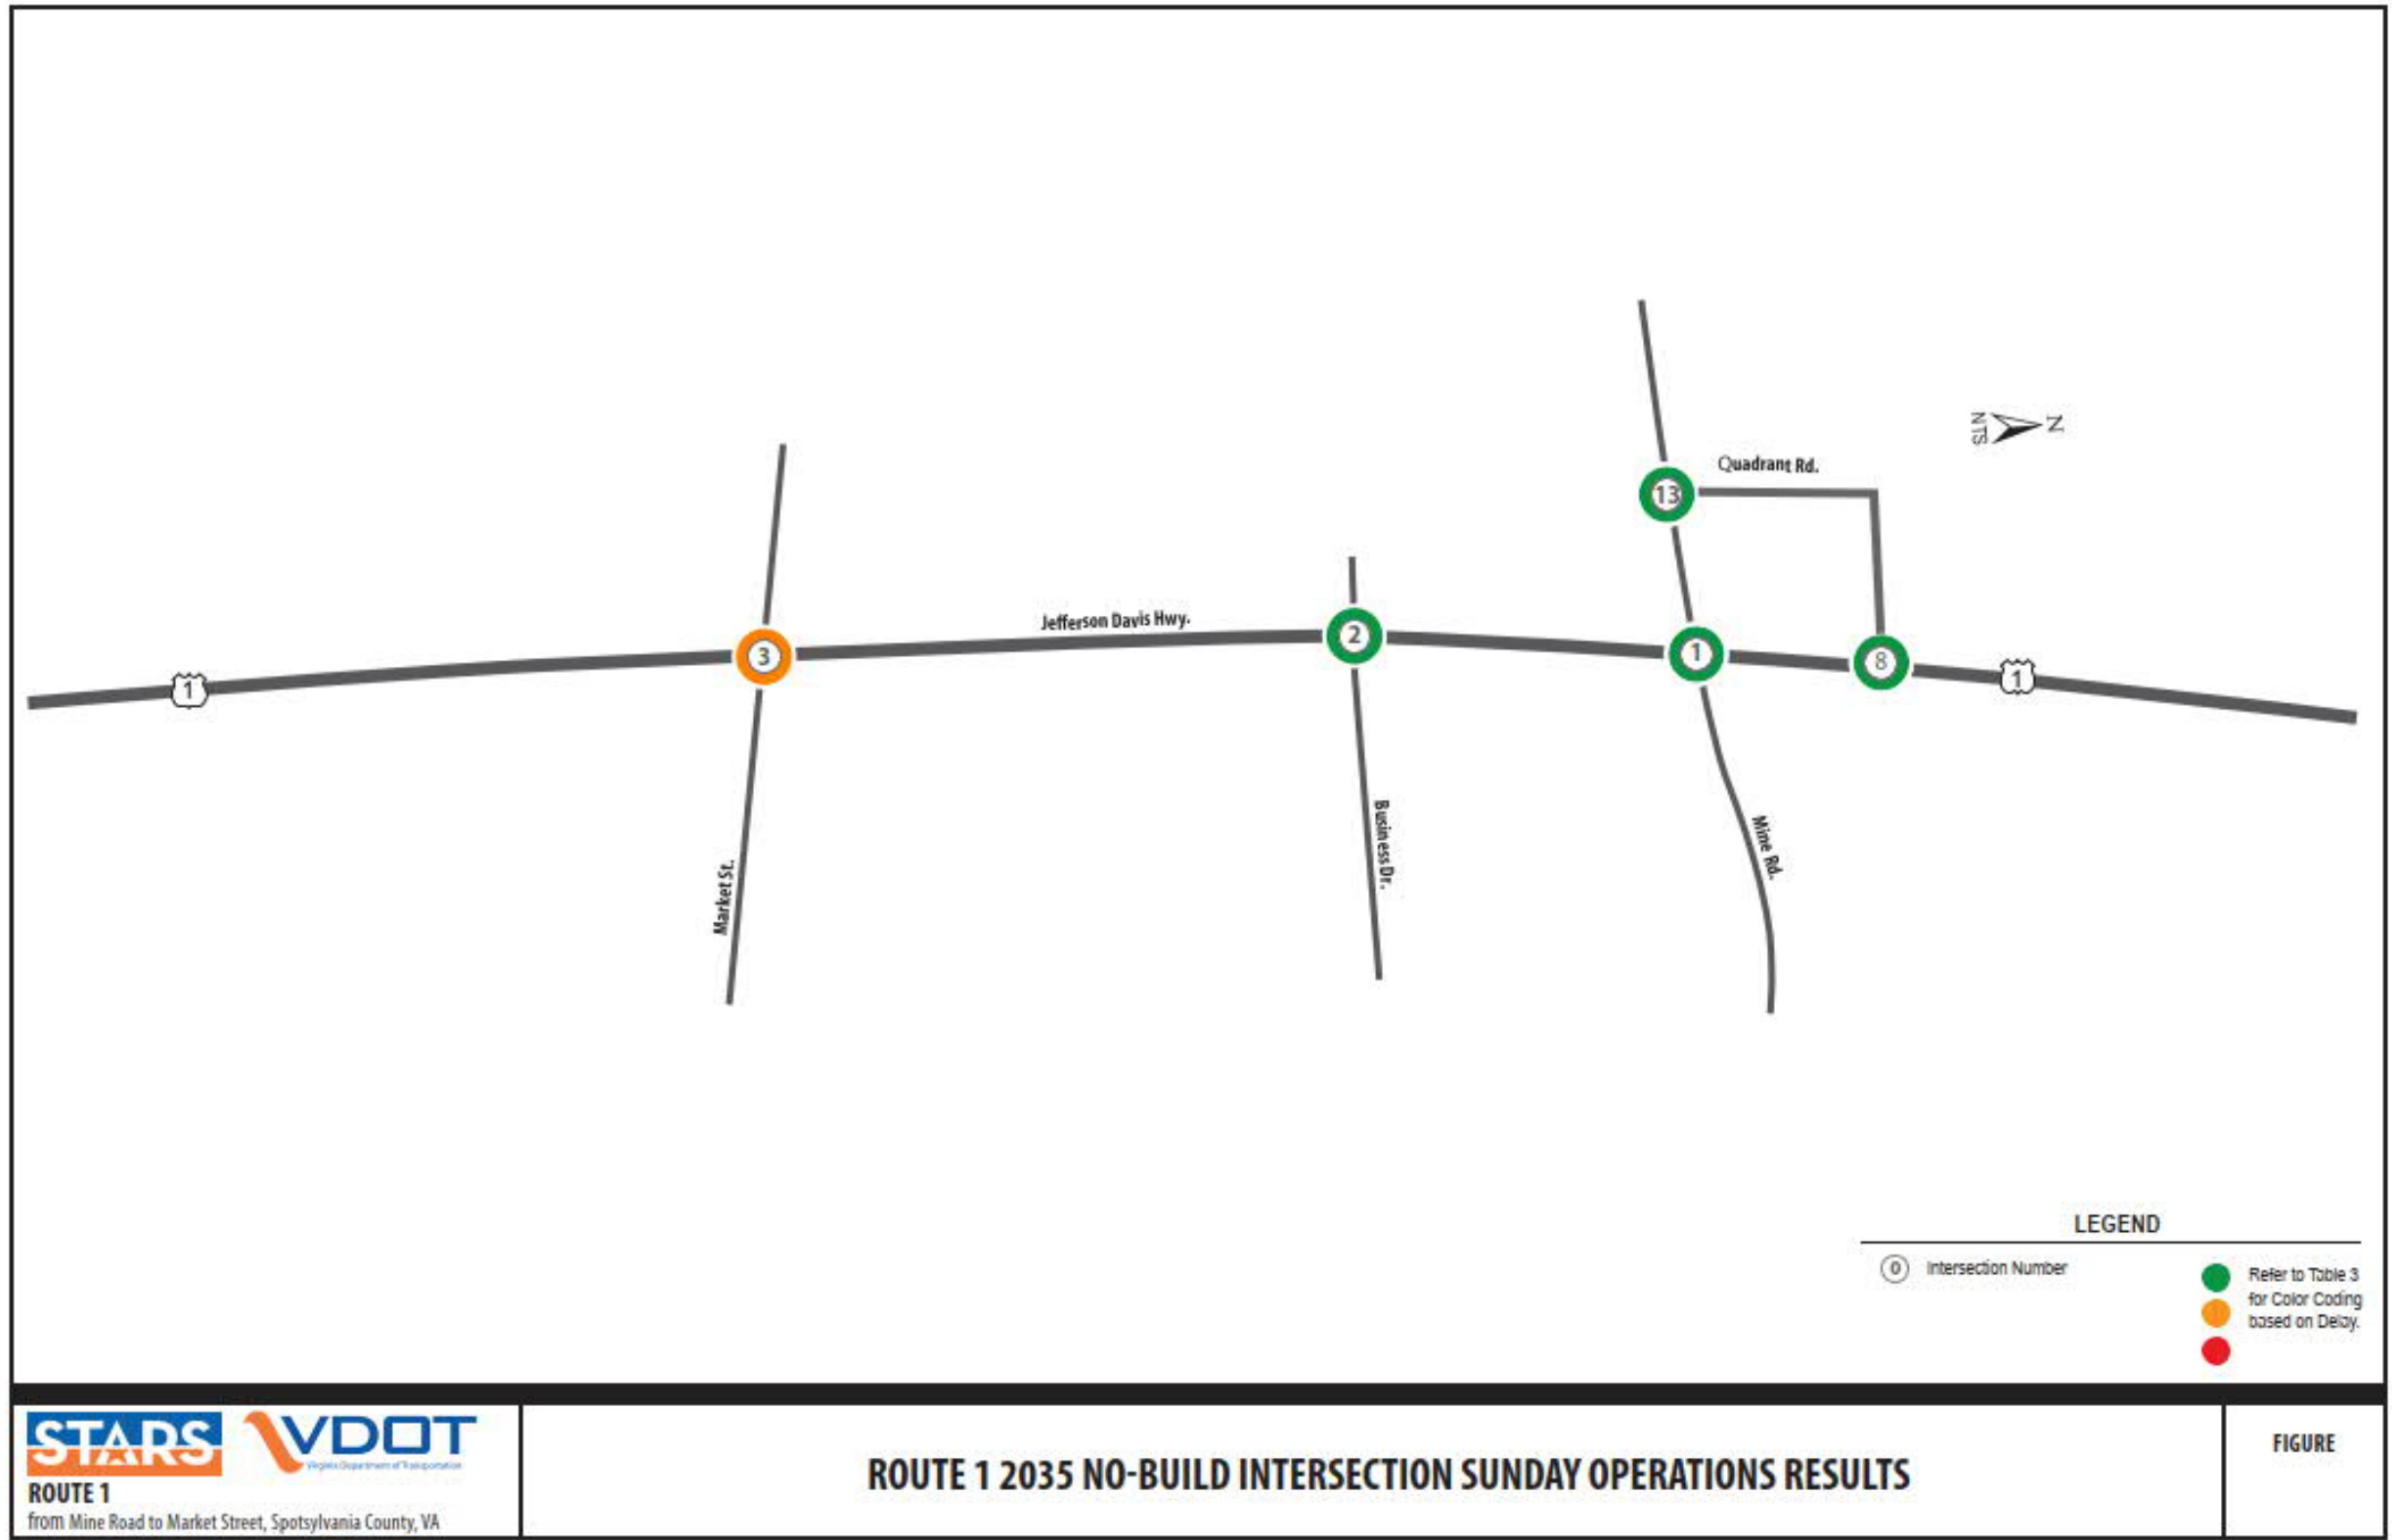 N
NTS
Quadrant Rd.
13
Jefferson Davis Hwy.
3
2
1
8
1
1
Business Dr.
Mine Rd.
Market St.
LEGEND
0 Intersection Number
Refer to Table 3
for Color Coding
based on Delay.
STARS VDOT
Virginia Department of Transportation
ROUTE 1
from Mine Road to Market Street, Spotsylvania County, VA
ROUTE 1 2035 NO-BUILD INTERSECTION SUNDAY OPERATIONS RESULTS
FIGURE